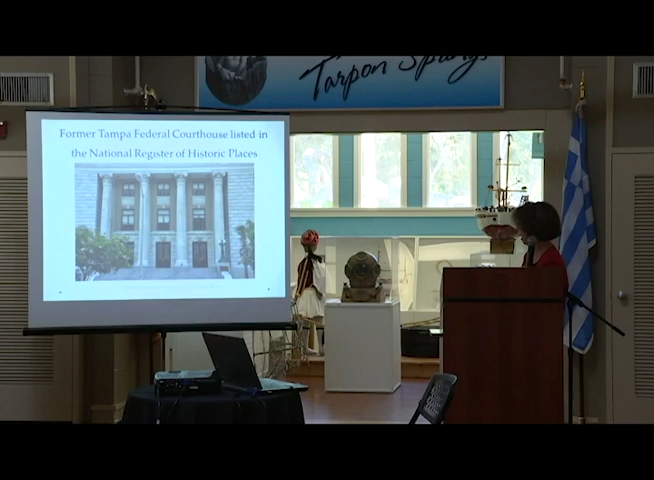 Tarpon Springs
Former Tampa Federal Courthouse listed in
the National Register of Historic Places